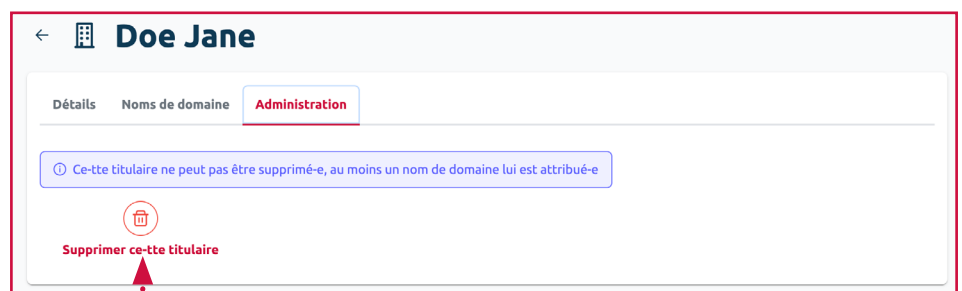 Doe Jane
Détails Noms de domaine Administration
Ce-tte titulaire ne peut pas être supprimé-e, au moins un nom de domaine lui est attribué-e
Supprimer ce-tte titulaire